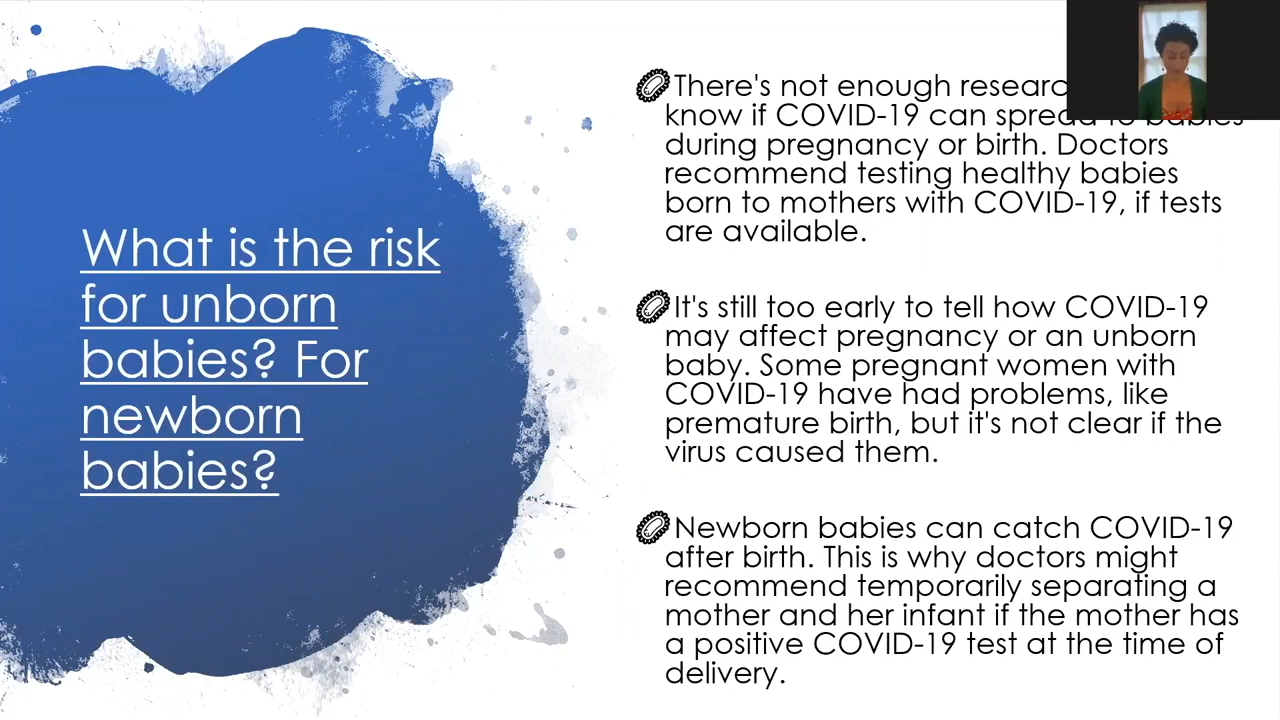 What is the risk
for unborn
babies? For
newborn
babies?
There's not enough
know if COVID-19 can spread to babies
during pregnancy or birth. Doctors
recommend testing healthy babies
born to mothers with COVID-19, if tests
are available.
It's still too early to tell how COVID-19
may affect pregnancy or an unborn
baby. Some pregnant women with
COVID-19 have had problems, like
premature birth, but it's not clear if the
virus caused them.
Newborn babies can catch COVID-19
after birth. This is why doctors might
recommend temporarily separating a
mother and her infant if the mother has
a positive COVID-19 test at the time of
delivery.